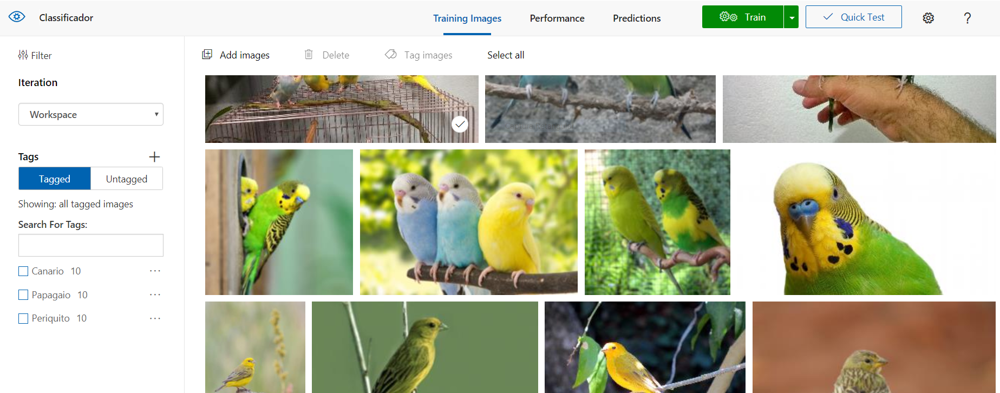 Classificador
Training Images
Performance
Predictions
Train
Quick Test
?
Filter
Add images
Delete
Tag images
Select all
Iteration
Workspace
Tags
Tagged
Untagged
Showing: all tagged images
Search For Tags:
Canario 10
Papagaio 10
Periquito 10